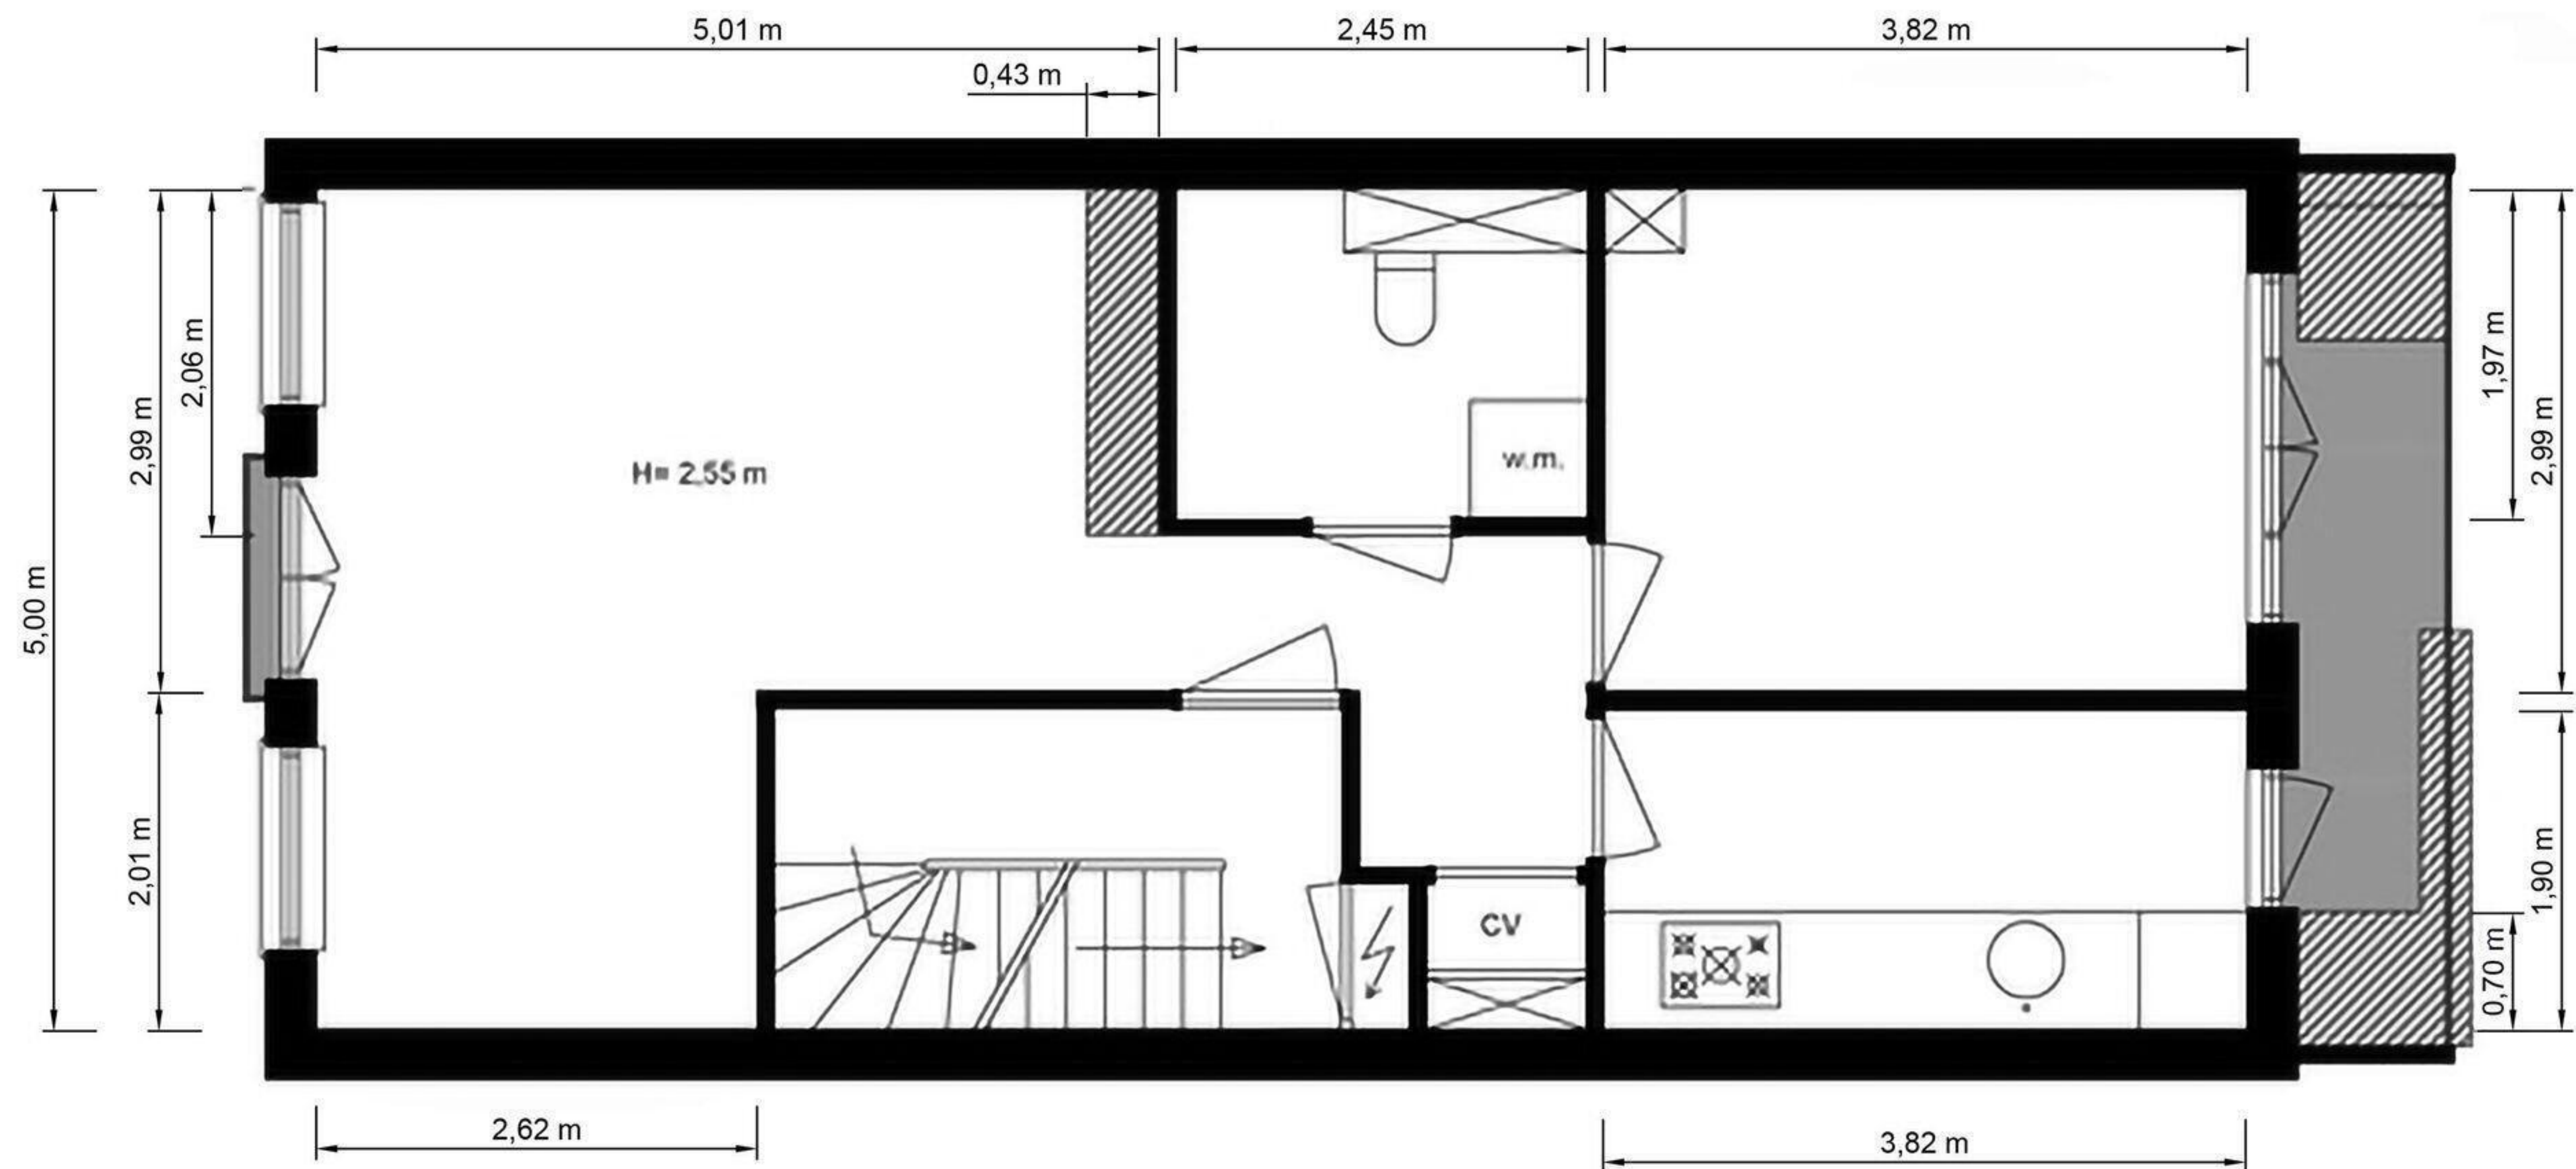 5,01 m
2,45 m
3,82 m
0,43 m
2,06 m
2,99 m
5,00 m
2,01 m
H= 2,55 m
w.m.
CV
1,97 m
2,99 m
1,90 m
0,70 m
2,62 m
3,82 m